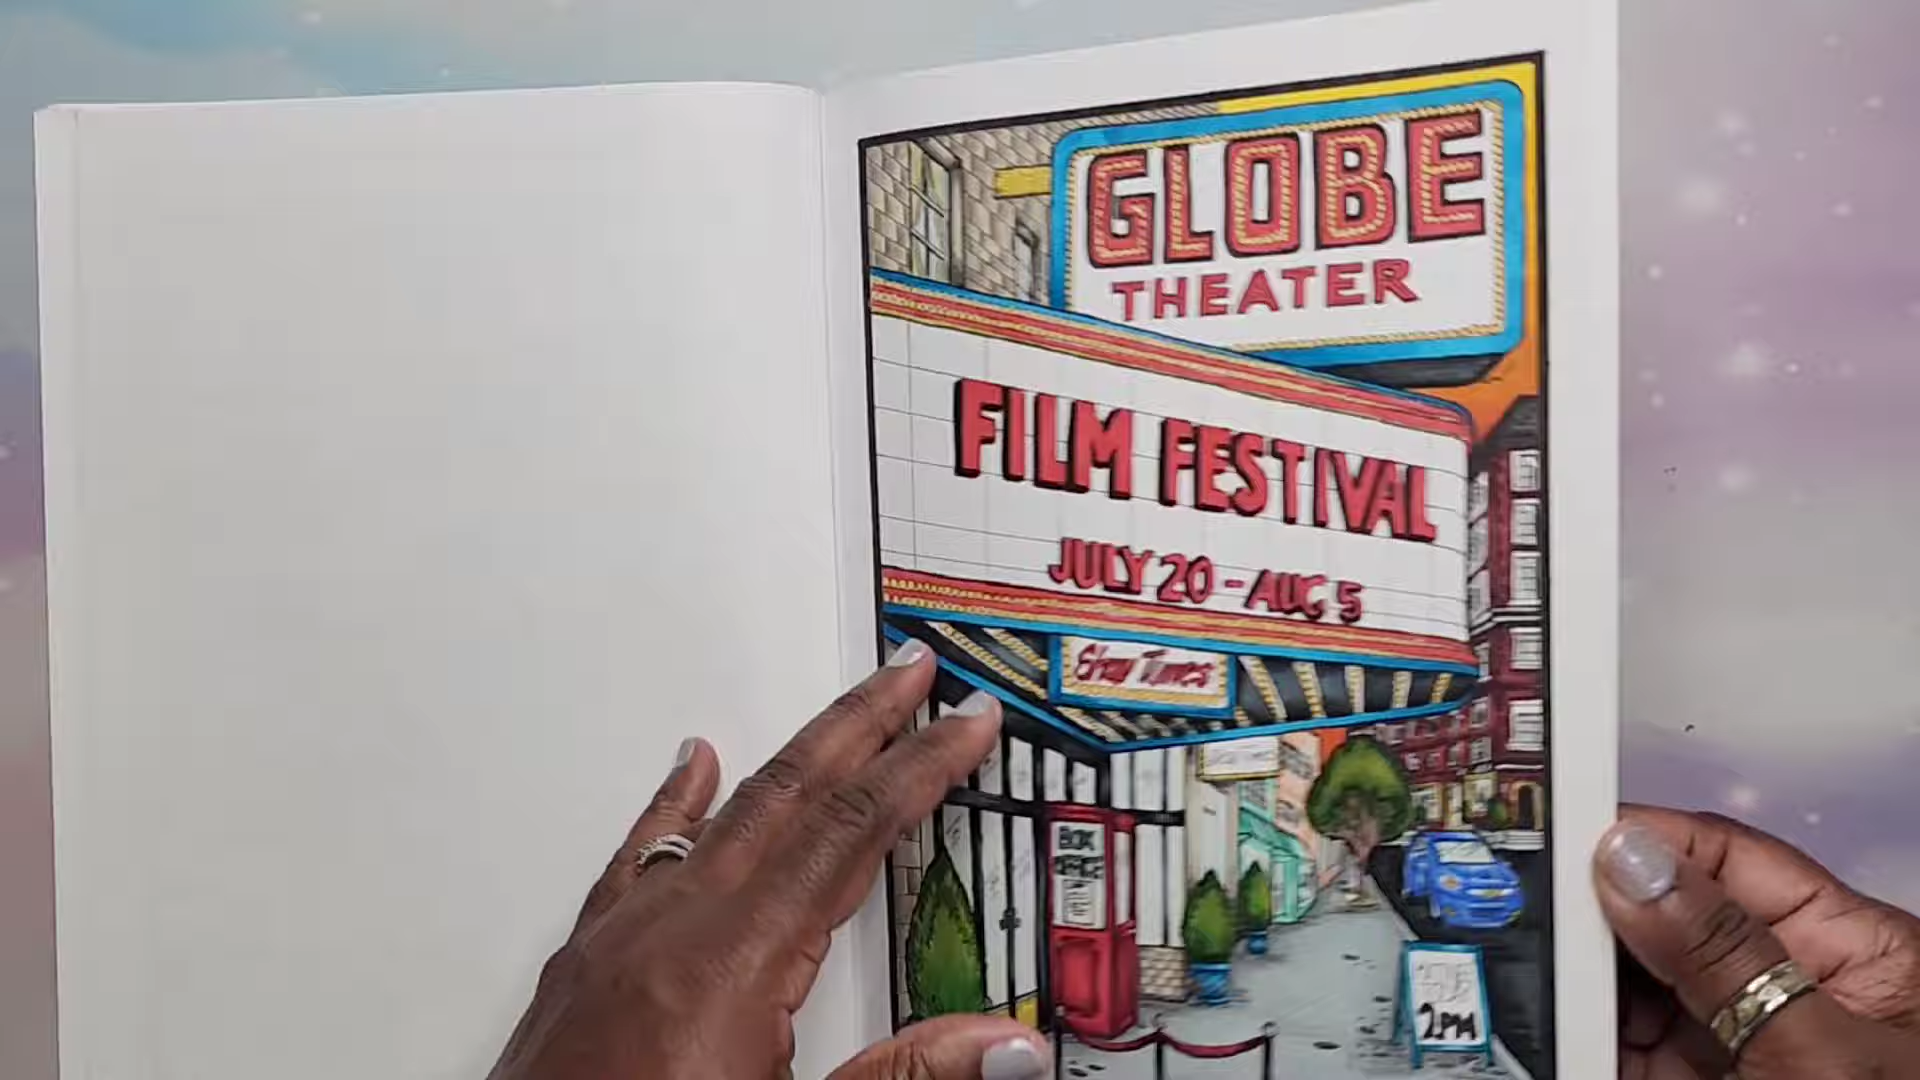 GLOBE
THEATER
FILM FESTIVAL
JULY 20 - AUG 5
Show Times
BOX
OFFICE
2PM